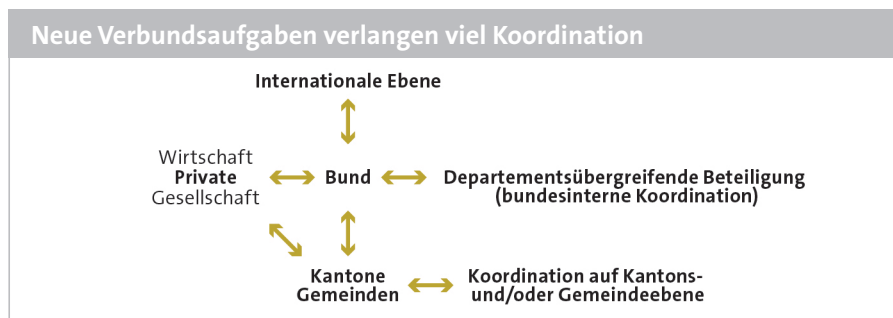 Neue Verbundsaufgaben verlangen viel Koordination
Internationale Ebene
Wirtschaft
Private
Gesellschaft
Bund
Departementsübergreifende Beteiligung
(bundesinterne Koordination)
Kantone
Gemeinden
Koordination auf Kantons-
und/oder Gemeindeebene